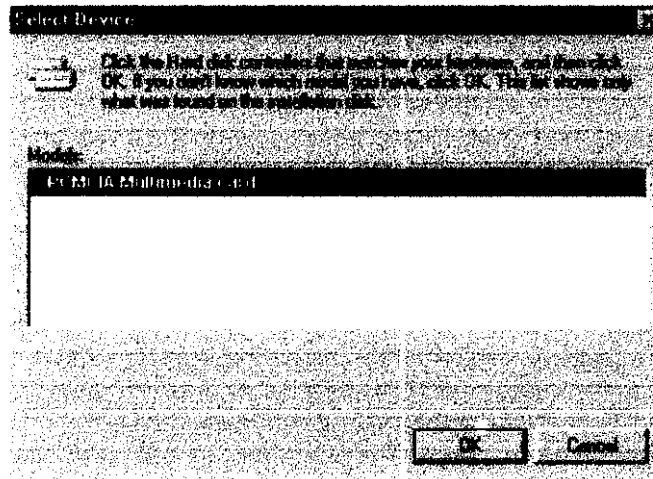 Select Device
Click the Hard disk controllers that matches your hardware, and then click
OK. If you don't know which model you have, click OK. This list shows only
what was found on the installation disk.
Models:
PCMCIA Multimedia card
OK
Cancel